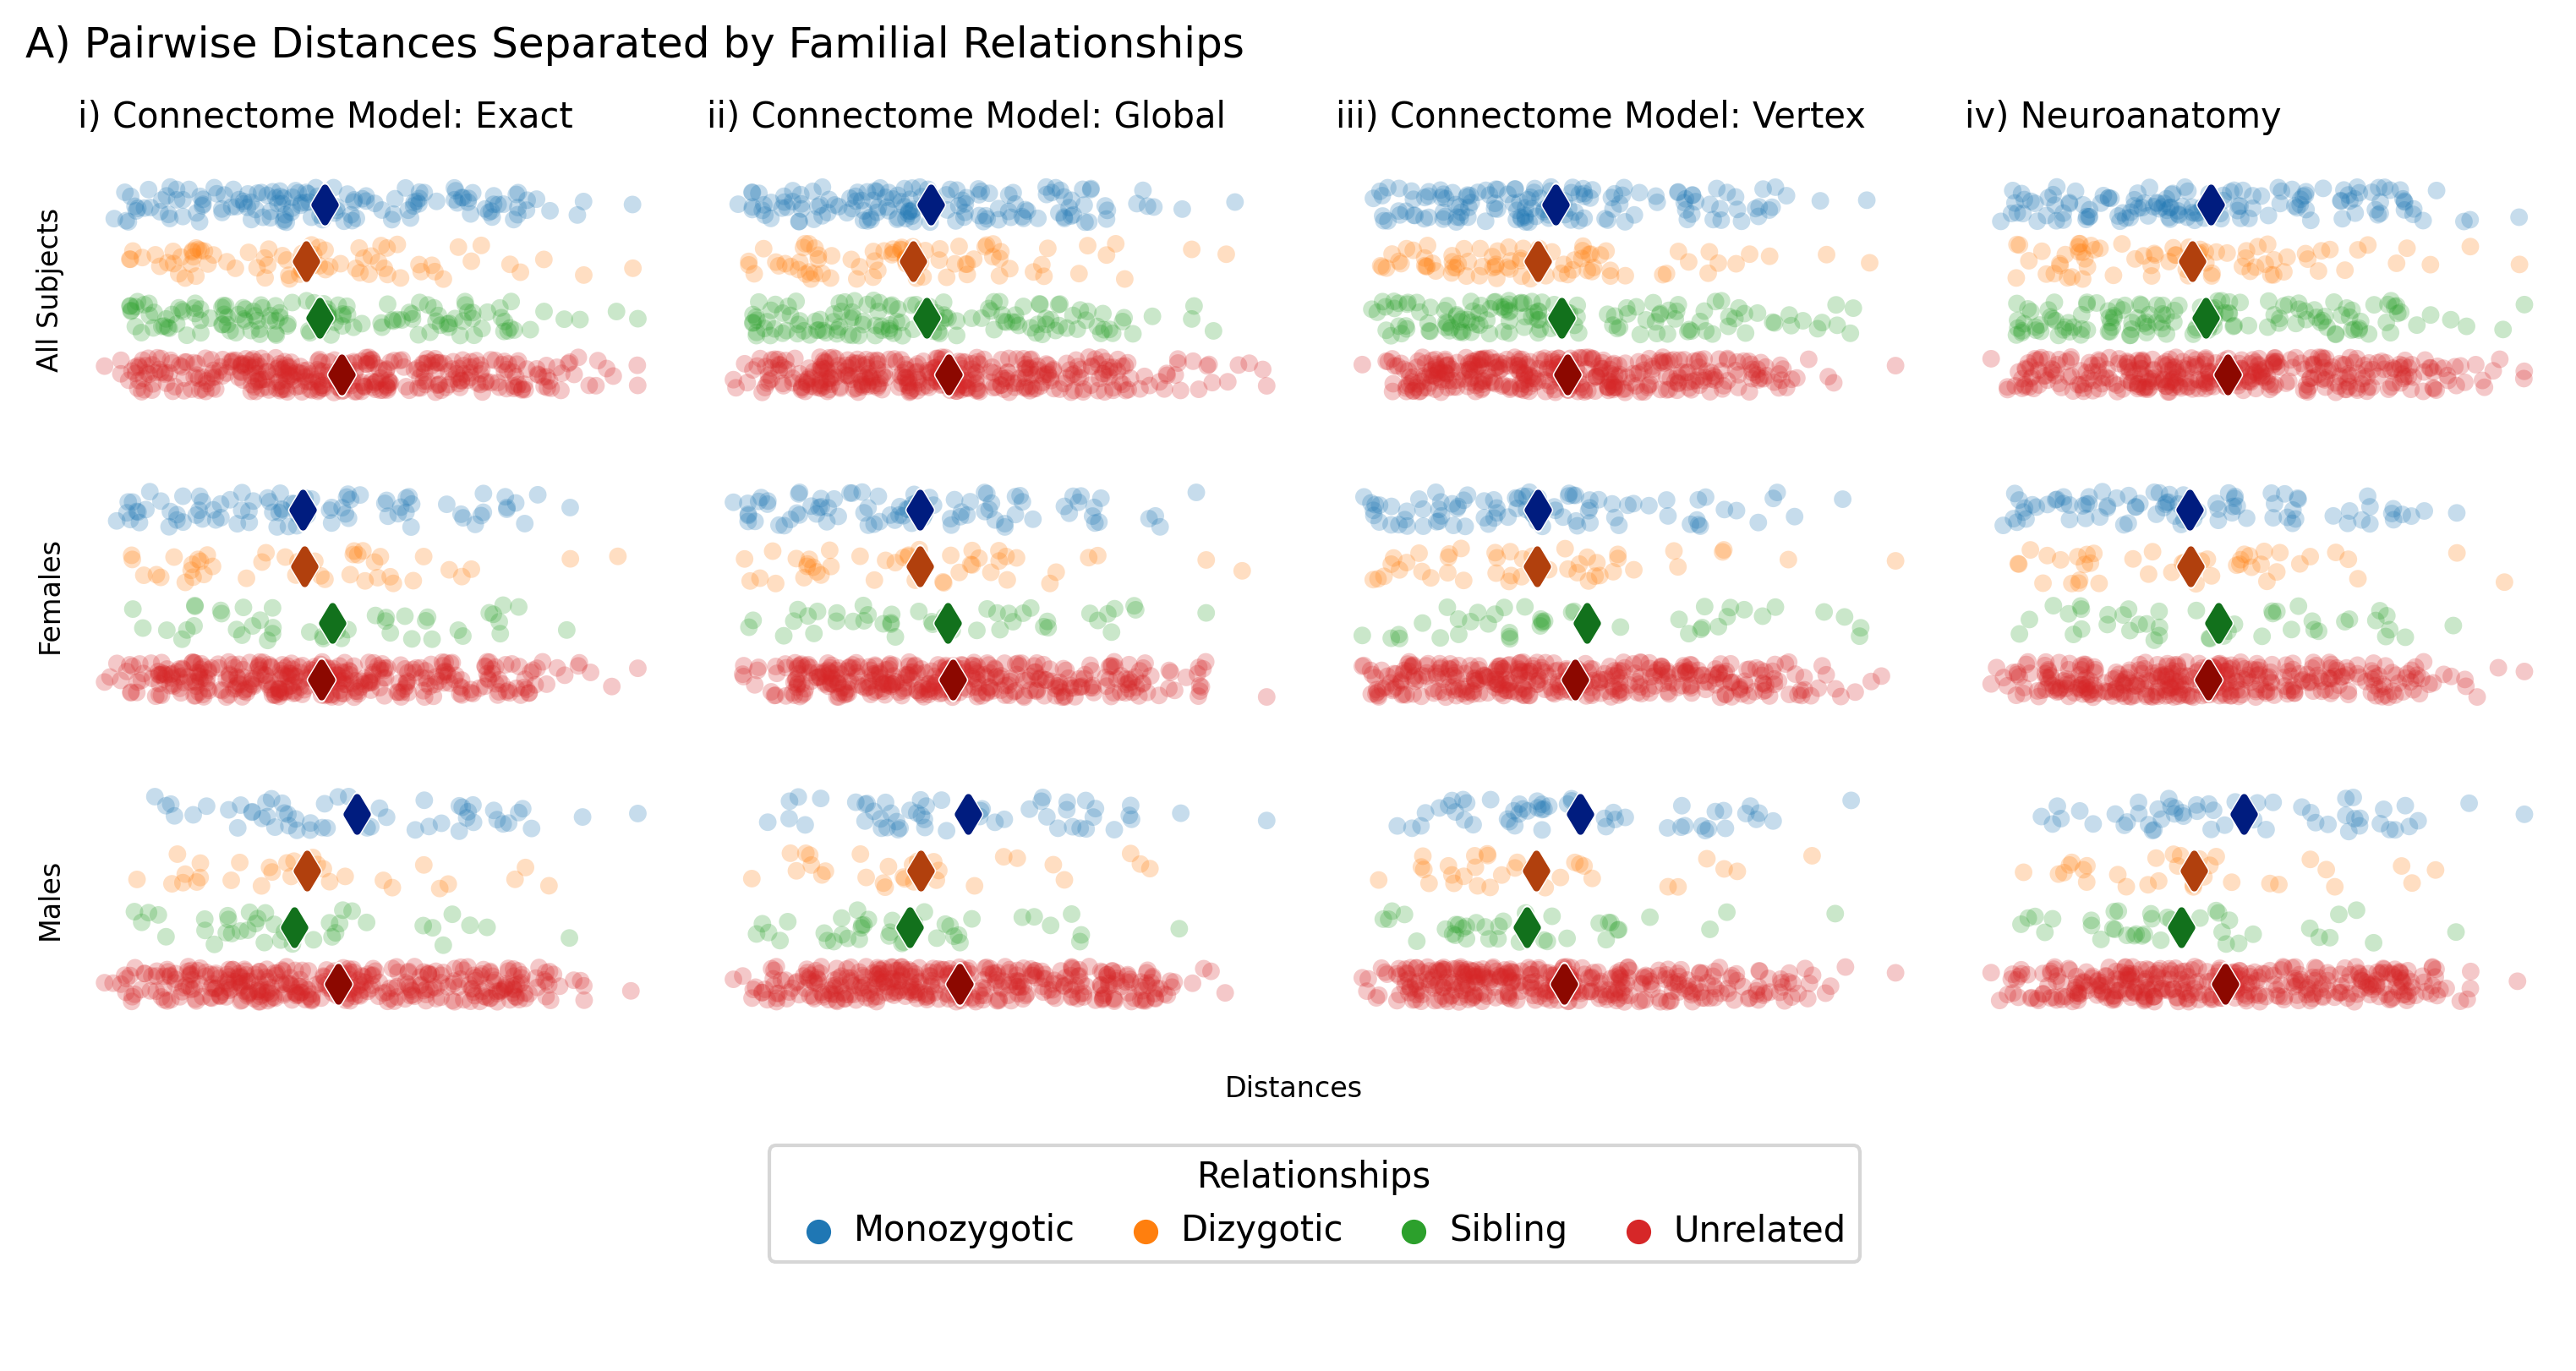 A) Pairwise Distances Separated by Familial Relationships
i) Connectome Model: Exact
ii) Connectome Model: Global
iii) Connectome Model: Vertex
iv) Neuroanatomy
All Subjects
Females
Males
Distances
Relationships
Monozygotic Dizygotic Sibling Unrelated